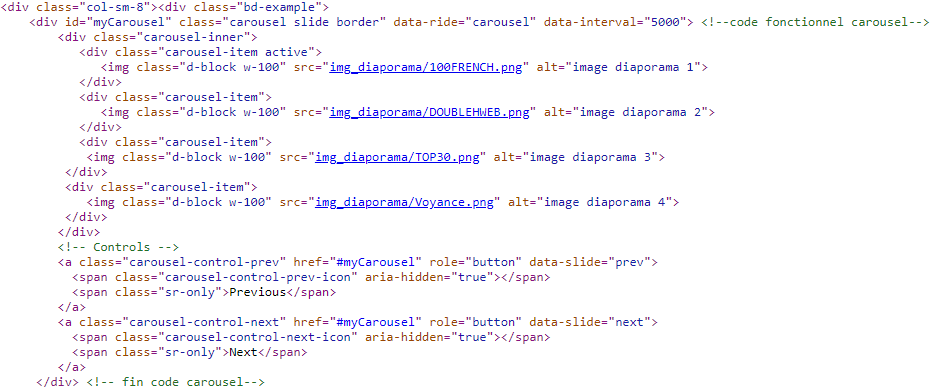 <div class="col-sm-8"><div class="bd-example">
<div id="myCarousel" class="carousel slide border" data-ride="carousel" data-interval="5000"> <!--code fonctionnel carousel-->
<div class="carousel-inner">
<div class="carousel-item active">
<img class="d-block w-100" src="img_diaporama/100FRENCH.png" alt="image diaporama 1">
</div>
<div class="carousel-item">
<img class="d-block w-100" src="img_diaporama/DOUBLEHWEB.png" alt="image diaporama 2">
</div>
<div class="carousel-item">
<img class="d-block w-100" src="img_diaporama/TOP30.png" alt="image diaporama 3">
</div>
<div class="carousel-item">
<img class="d-block w-100" src="img_diaporama/Voyance.png" alt="image diaporama 4">
</div>
</div>
<!-- Controls -->
<a class="carousel-control-prev" href="#myCarousel" role="button" data-slide="prev">
<span class="carousel-control-prev-icon" aria-hidden="true"></span>
<span class="sr-only">Previous</span>
</a>
<a class="carousel-control-next" href="#myCarousel" role="button" data-slide="next">
<span class="carousel-control-next-icon" aria-hidden="true"></span>
<span class="sr-only">Next</span>
</a>
</div> <!-- fin code carousel-->